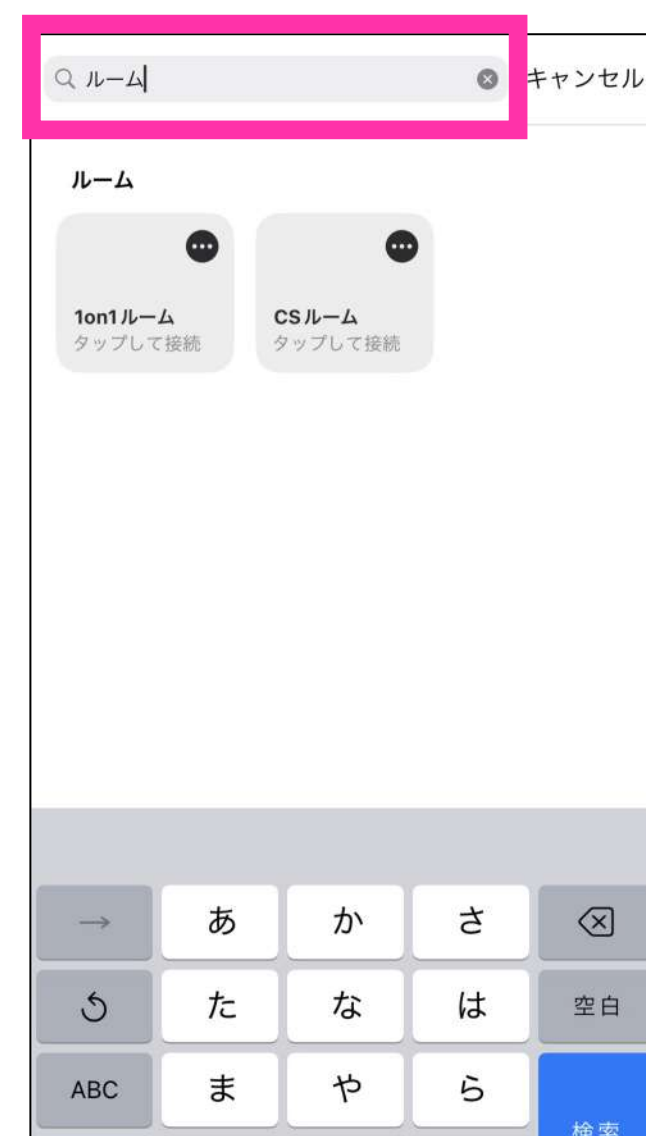 ルーム キャンセル
ルーム
1on1ルーム CSルーム
タップして接続 タップして接続
あ か さ
た な は 空白
ABC ま や ら
検索